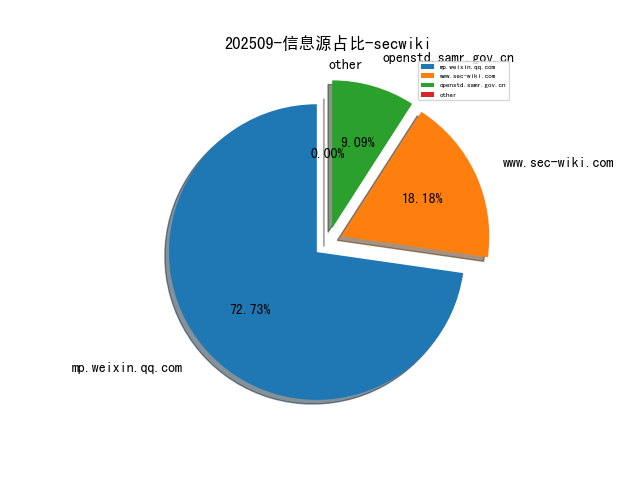 202509-信息源占比-secwiki
other
openstd.samr.gov.cn
mp.weixin.qq.com
www.sec-wiki.com
openstd.samr.gov.cn
other
0.00%
9.09%
www.sec-wiki.com
18.18%
72.73%
mp.weixin.qq.com